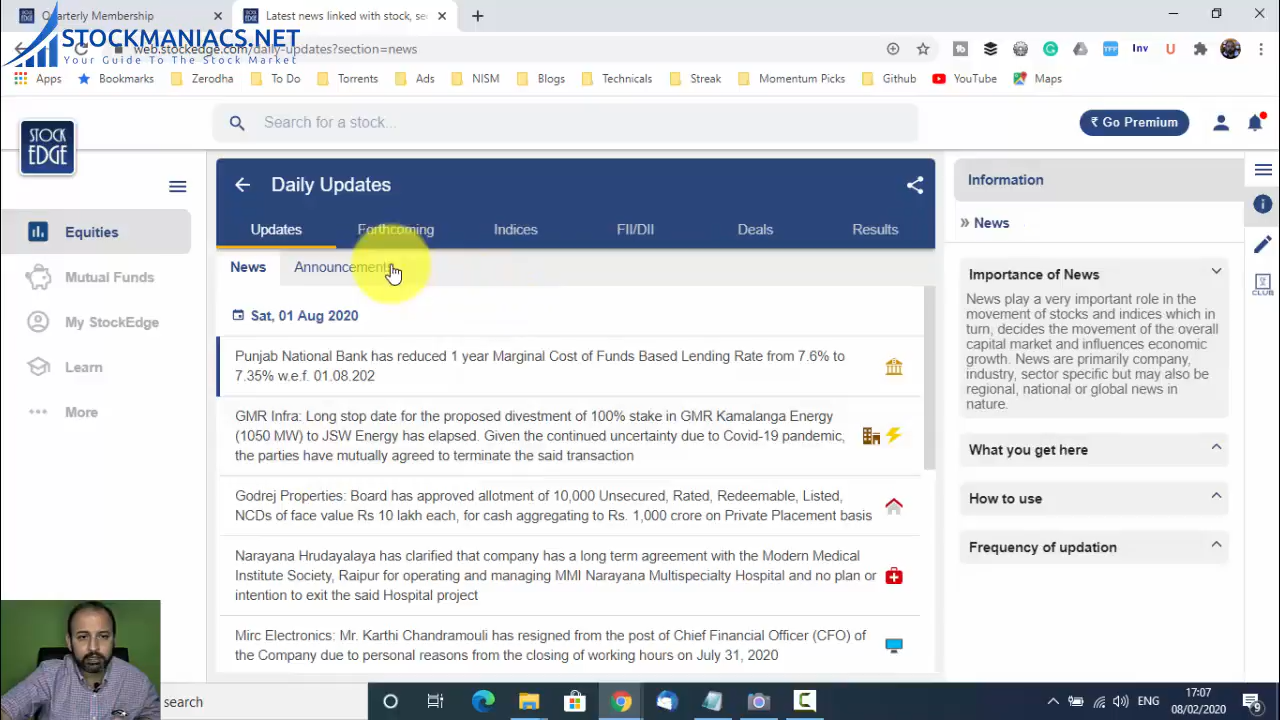 Quarterly Membership
Latest news linked with stock, se
STOCKMANIACS.NET
Your Guide To The Stock Market
web.stockedge.com/daily-updates?section=news
Apps
Bookmarks
Zerodha
To Do
Torrents
Ads
NISM
Blogs
Technicals
Streak
Momentum Picks
Github
YouTube
Maps
TFP
Inv
U
STOCK
EDGE
Search for a stock...
₹ Go Premium
Equities
Mutual Funds
My StockEdge
Learn
More
Daily Updates
Updates
Forthcoming
Indices
FII/DII
Deals
Results
News
Announcements
Sat, 01 Aug 2020
Punjab National Bank has reduced 1 year Marginal Cost of Funds Based Lending Rate from 7.6% to
7.35% w.e.f. 01.08.202
GMR Infra: Long stop date for the proposed divestment of 100% stake in GMR Kamalanga Energy
(1050 MW) to JSW Energy has elapsed. Given the continued uncertainty due to Covid-19 pandemic,
the parties have mutually agreed to terminate the said transaction
Godrej Properties: Board has approved allotment of 10,000 Unsecured, Rated, Redeemable, Listed,
NCDs of face value Rs 10 lakh each, for cash aggregating to Rs. 1,000 crore on Private Placement basis
Narayana Hrudayalaya has clarified that company has a long term agreement with the Modern Medical
Institute Society, Raipur for operating and managing MMI Narayana Multispecialty Hospital and no plan or
intention to exit the said Hospital project
Mirc Electronics: Mr. Karthi Chandramouli has resigned from the post of Chief Financial Officer (CFO) of
the Company due to personal reasons from the closing of working hours on July 31, 2020
Information
» News
Importance of News
News play a very important role in the
movement of stocks and indices which in
turn, decides the movement of the overall
capital market and influences economic
growth. News are primarily company,
industry, sector specific but may also be
regional, national or global news in
nature.
What you get here
How to use
Frequency of updation
CLUB
search
ENG
17:07
08/02/2020
9